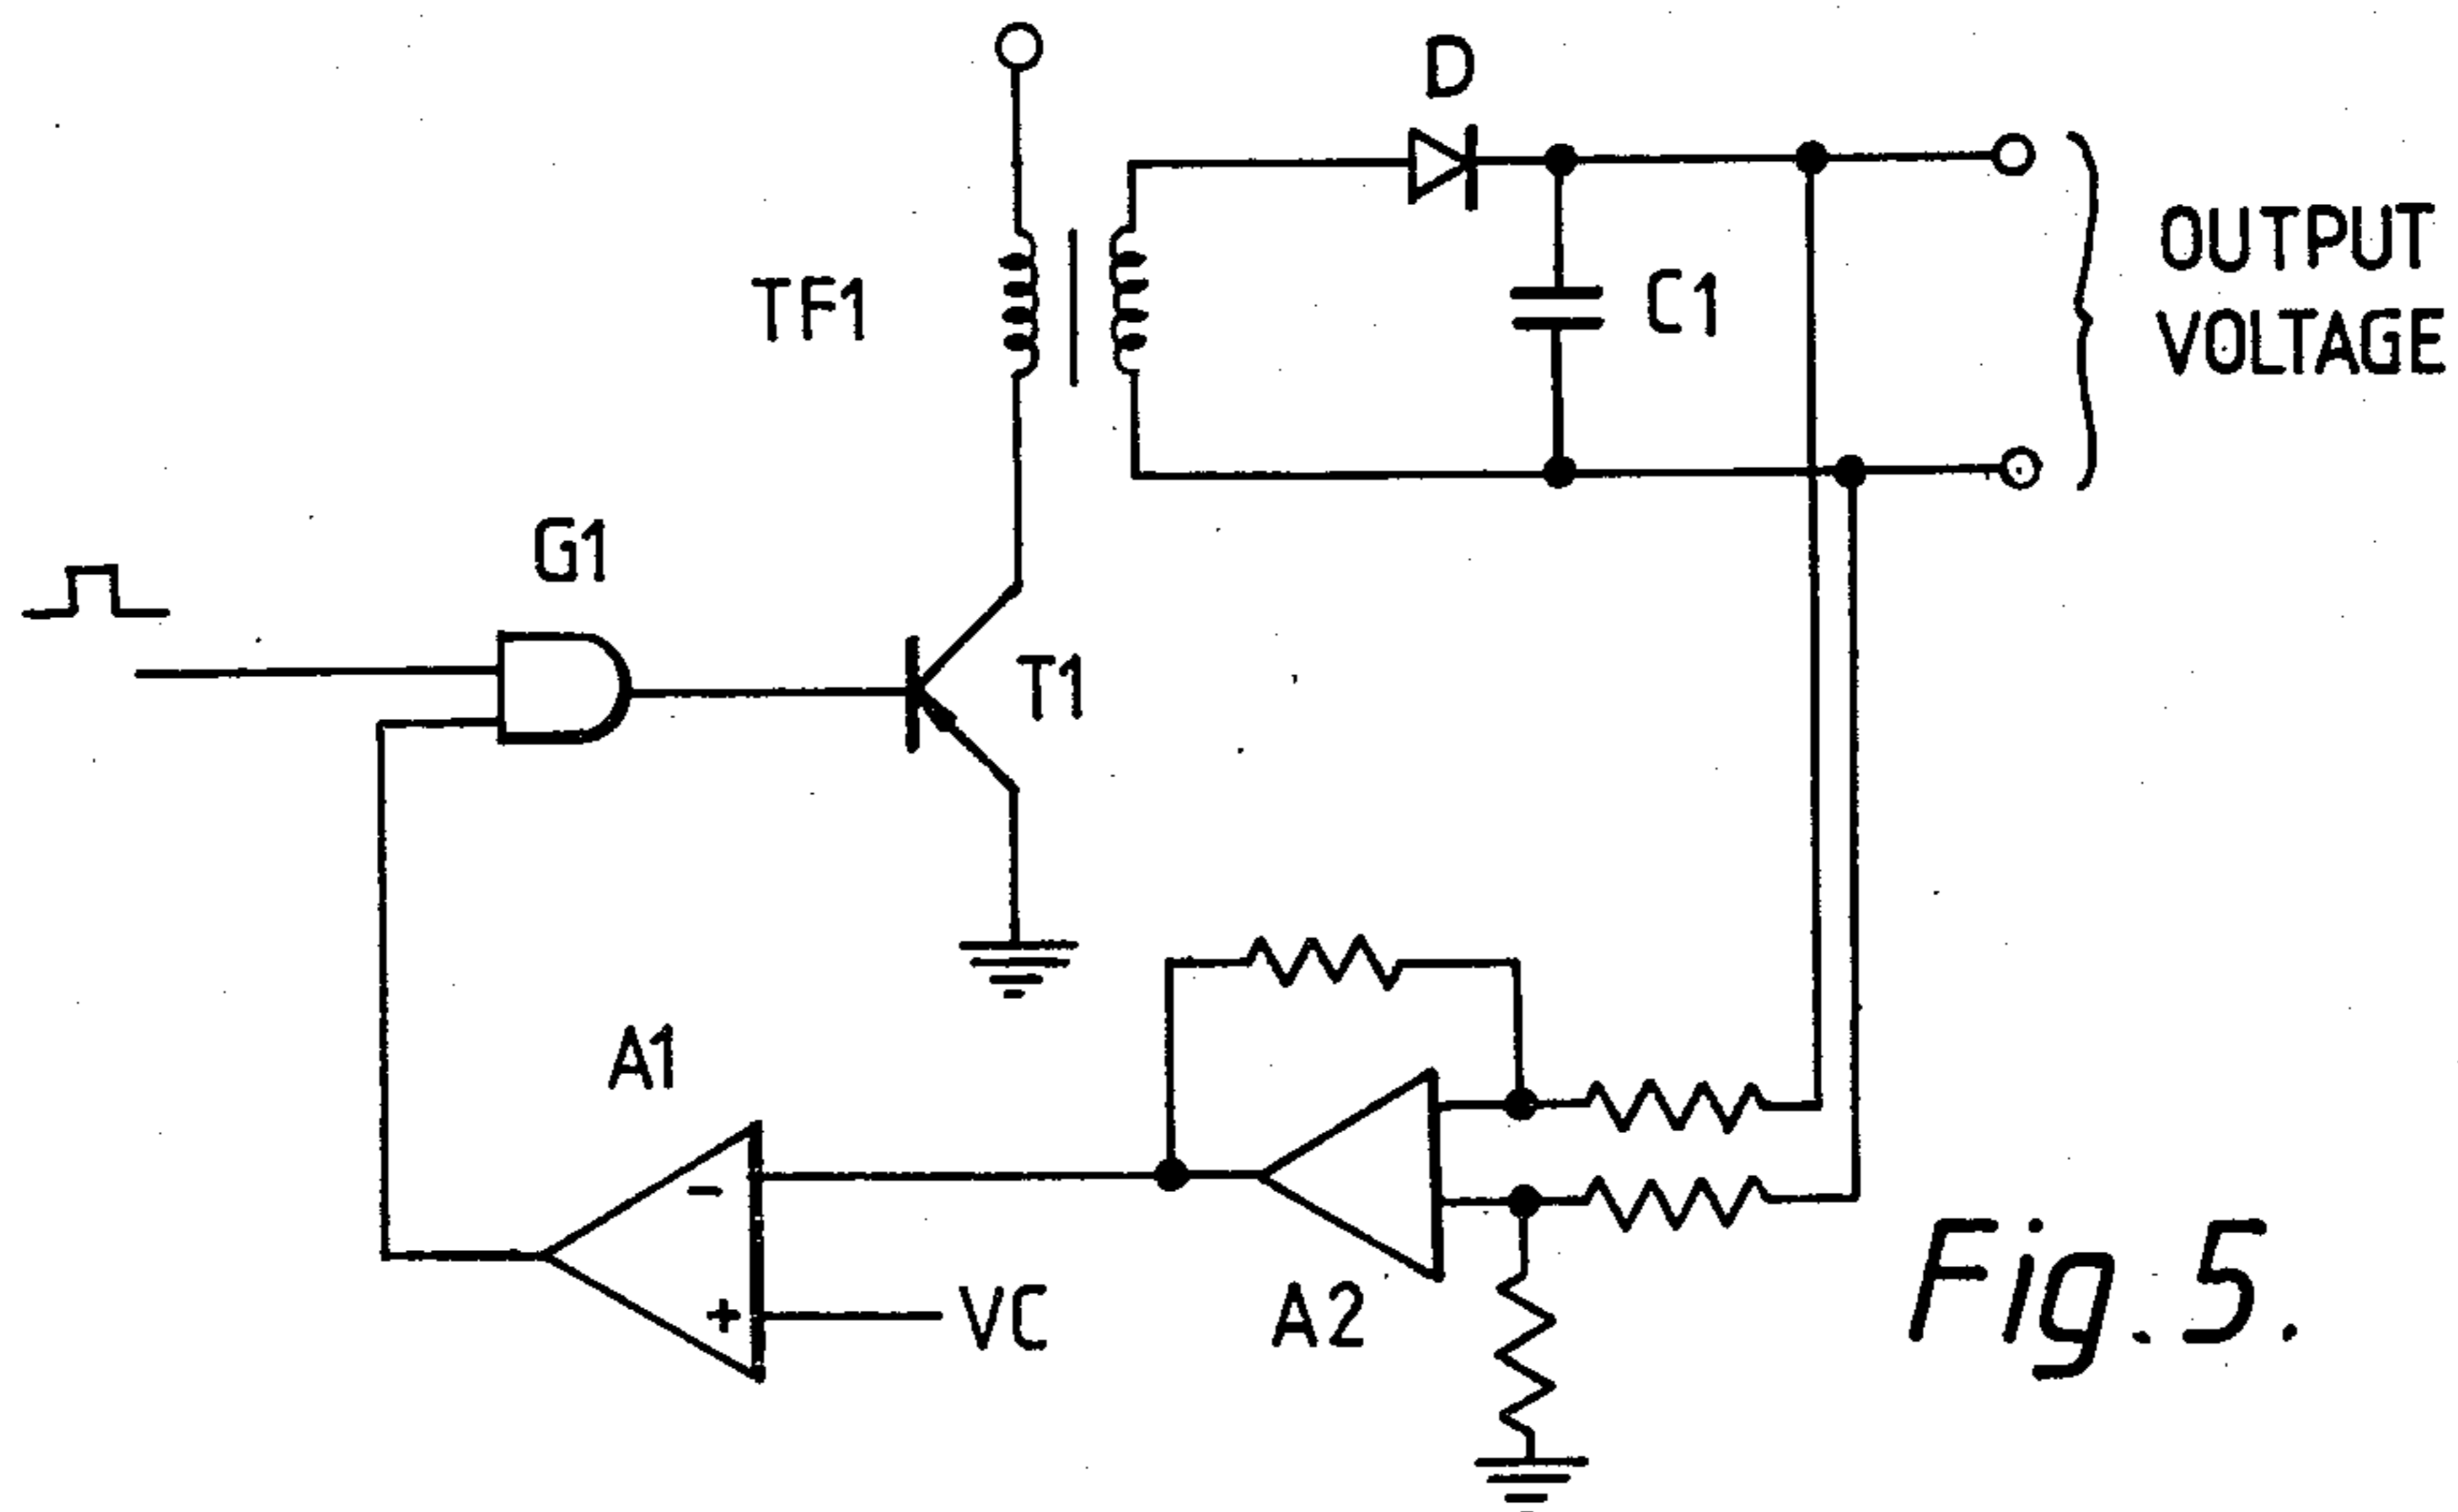 D
TF1
C1
OUTPUT
VOLTAGE
G1
T1
A1
-
+
VC
A2
Fig. 5.